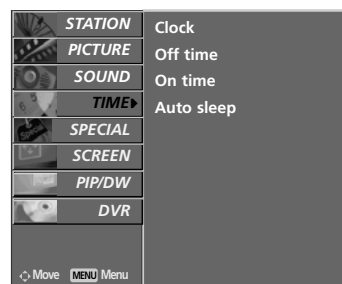 STATION
PICTURE
SOUND
TIME
SPECIAL
SCREEN
PIP/DW
DVR
Move MENU Menu
Clock
Off time
On time
Auto sleep